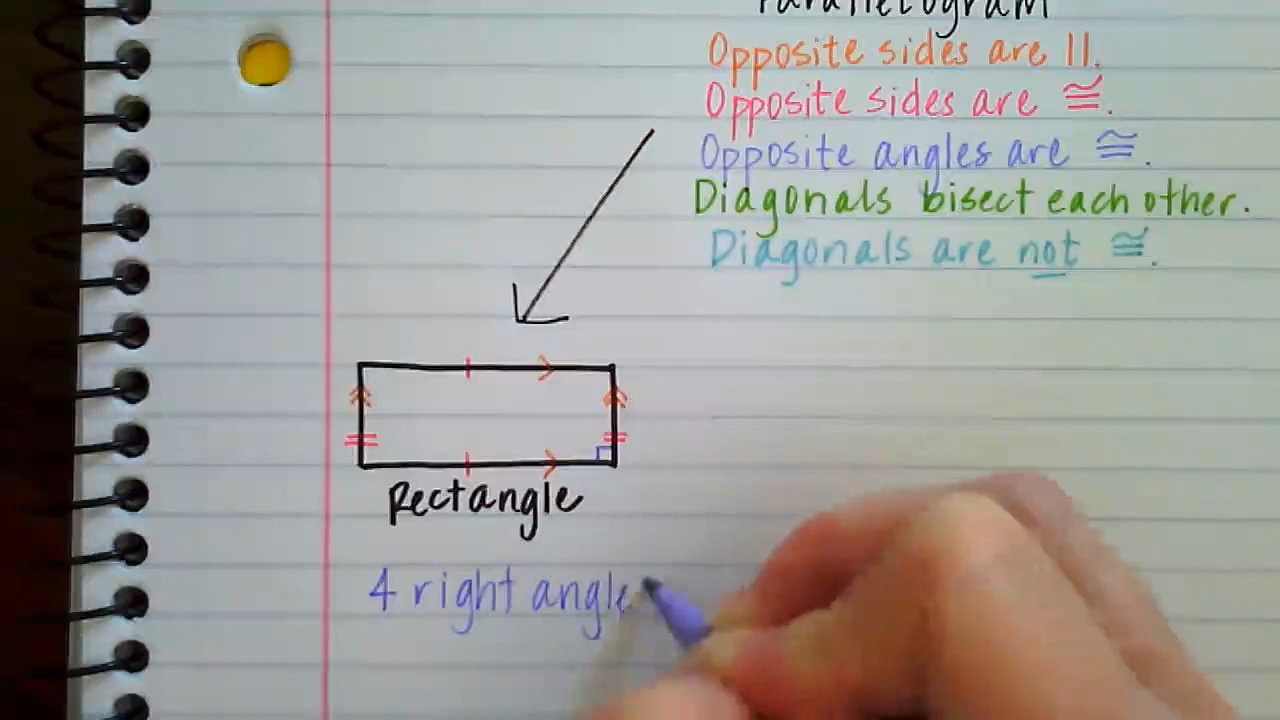 Parallelogram
Opposite sides are ||.
Opposite sides are ≅.
Opposite angles are ≅.
Diagonals bisect each other.
Diagonals are not ≅.
Rectangle
4 right angle